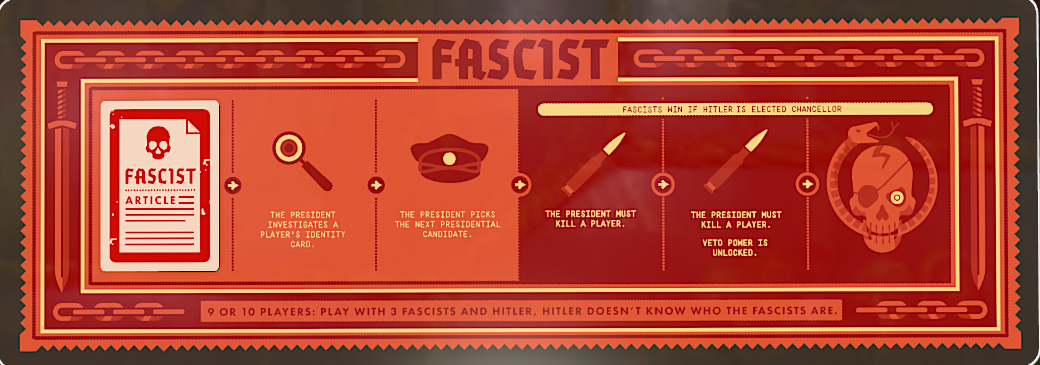 FASCIST
FASCISTS WIN IF HITLER IS ELECTED CHANCELLOR
FASCIST
ARTICLE
THE PRESIDENT
INVESTIGATES A
PLAYER'S IDENTITY
CARD.
THE PRESIDENT PICKS
THE NEXT PRESIDENTIAL
CANDIDATE.
THE PRESIDENT MUST
KILL A PLAYER.
THE PRESIDENT MUST
KILL A PLAYER.
VETO POWER IS
UNLOCKED.
9 OR 10 PLAYERS: PLAY WITH 3 FASCISTS AND HITLER, HITLER DOESN'T KNOW WHO THE FASCISTS ARE.